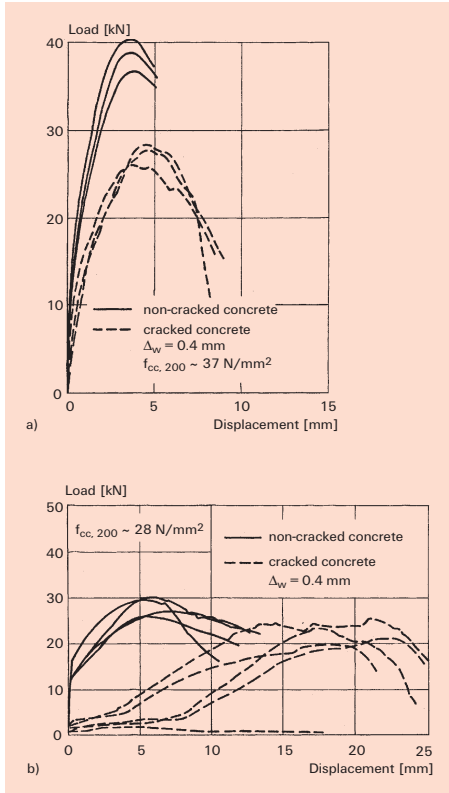 Load [kN]
40
30
20
10
0
non-cracked concrete
cracked concrete
Δw = 0.4 mm
fcc, 200 ~ 37 N/mm²
0 5 10 15
a) Displacement [mm]
Load [kN]
50
40
30
20
10
0
fcc, 200 ~ 28 N/mm²
non-cracked concrete
cracked concrete
Δw = 0.4 mm
0 5 10 15 20 25
b) Displacement [mm]